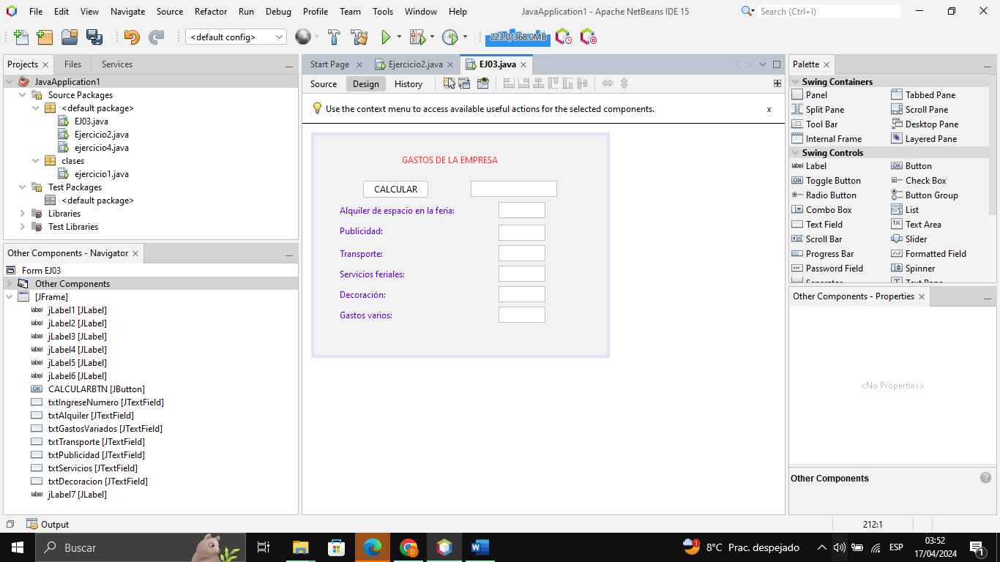 File Edit View Navigate Source Refactor Run Debug Profile Team Tools Window Help
JavaApplication1 - Apache NetBeans IDE 15
Search (Ctrl+I)
<default config>
223.0/368.0MB
Projects
Files
Services
JavaApplication1
Source Packages
<default package>
EJ03.java
Ejercicio2.java
ejercicio4.java
clases
ejercicio1.java
Test Packages
<default package>
Libraries
Test Libraries
Other Components - Navigator
Form EJ03
Other Components
[JFrame]
jLabel1 [JLabel]
jLabel2 [JLabel]
jLabel3 [JLabel]
jLabel4 [JLabel]
jLabel5 [JLabel]
jLabel6 [JLabel]
CALCULARBTN [JButton]
txtIngreseNumero [JTextField]
txtAlquiler [JTextField]
txtGastosVariados [JTextField]
txtTransporte [JTextField]
txtPublicidad [JTextField]
txtServicios [JTextField]
txtDecoracion [JTextField]
jLabel7 [JLabel]
Start Page
Ejercicio2.java
EJ03.java
Source
Design
History
Use the context menu to access available useful actions for the selected components.
x
GASTOS DE LA EMPRESA
CALCULAR
Alquiler de espacio en la feria:
Publicidad:
Transporte:
Servicios feriales:
Decoración:
Gastos varios:
Palette
Swing Containers
Panel
Tabbed Pane
Split Pane
Scroll Pane
Tool Bar
Desktop Pane
Internal Frame
Layered Pane
Swing Controls
Label
Button
Toggle Button
Check Box
Radio Button
Button Group
Combo Box
List
Text Field
Text Area
Scroll Bar
Slider
Progress Bar
Formatted Field
Password Field
Spinner
Separator
Text Pane
Other Components - Properties
<No Properties>
Other Components
Output
212:1
Buscar
8°C Prac. despejado
ESP
03:52
17/04/2024
1